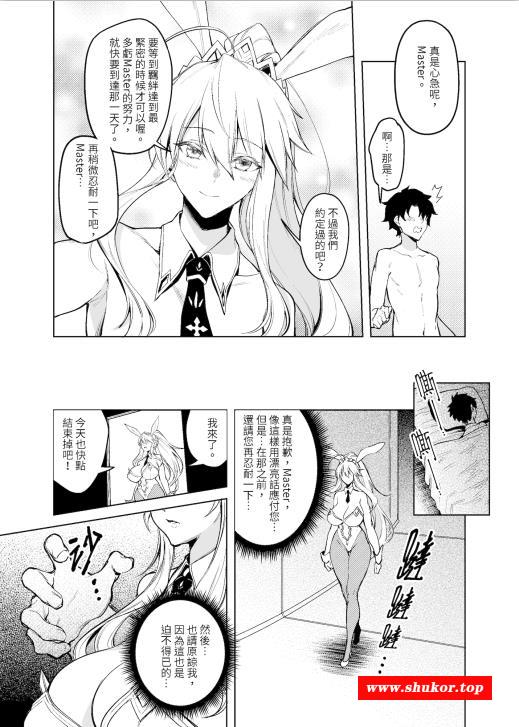 真是心急呢，
Master。
啊…那是…
不過我們
約定過的吧？
要等到羈絆達到最
緊密的時候才可以喔。
多虧Master的努力，
就快要到達那一天了。
再稍微忍耐一下吧，
Master…
嘶…
嘶…
真是抱歉，Master，
像這樣用漂亮話應付您…
但是…在那之前，
還請您再忍耐一下…
躂
躂
躂…
我來了。
今天也快點
結束掉吧！
沙…
然後…
也請原諒我，
因為這也是
迫不得已的…
www.shukor.top